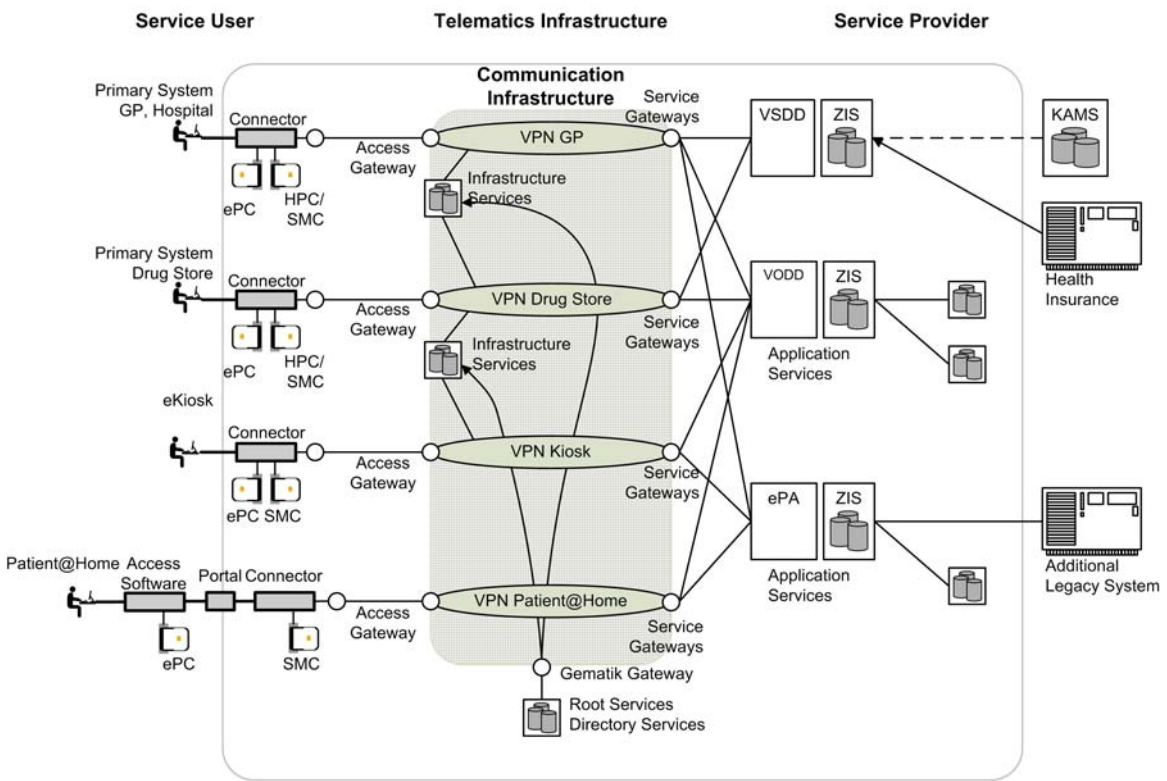 Service User
Telematics Infrastructure
Service Provider
Communication
Infrastructure
Primary System
GP, Hospital
Connector
ePC
HPC/
SMC
Access
Gateway
VPN GP
Service
Gateways
Infrastructure
Services
VSDD
ZIS
KAMS
Health
Insurance
Primary System
Drug Store
Connector
ePC
HPC/
SMC
Access
Gateway
VPN Drug Store
Service
Gateways
Infrastructure
Services
VODD
ZIS
Application
Services
eKiosk
Connector
ePC SMC
Access
Gateway
VPN Kiosk
Service
Gateways
ePA
ZIS
Application
Services
Additional
Legacy System
Patient@Home
Access
Software
Portal
Connector
ePC
SMC
Access
Gateway
VPN Patient@Home
Service
Gateways
Gematik Gateway
Root Services
Directory Services